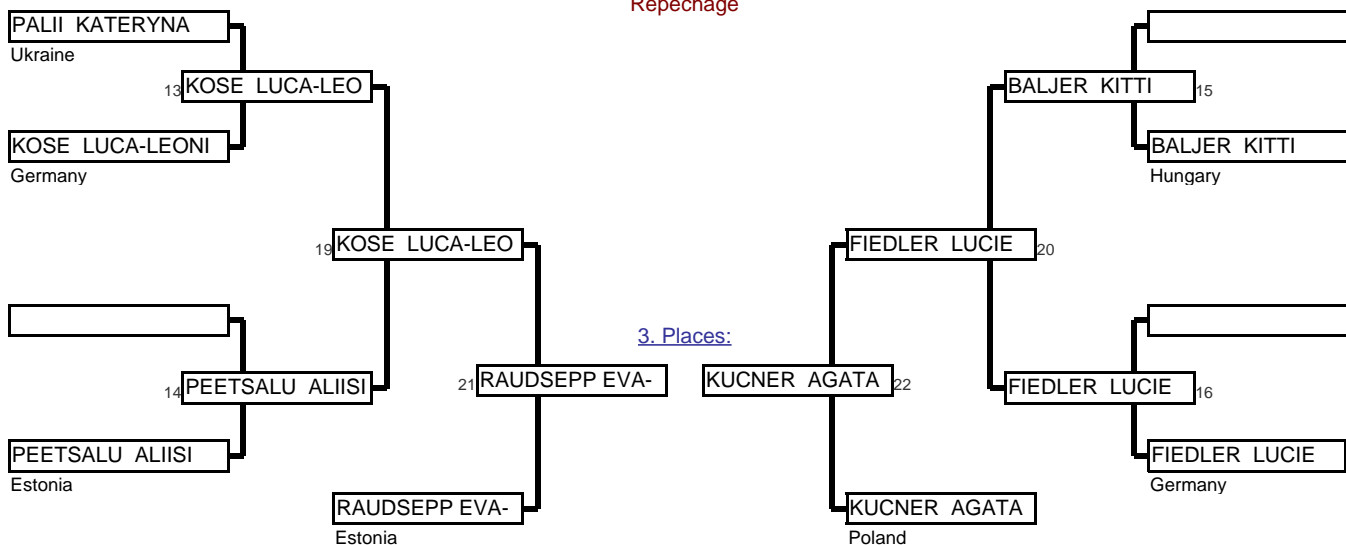 Repechage
PALII KATERYNA
Ukraine
13 KOSE LUCA-LEO
BALJER KITTI 15
KOSE LUCA-LEONI
Germany
BALJER KITTI
Hungary
19 KOSE LUCA-LEO
FIEDLER LUCIE 20
3. Places:
14 PEETSALU ALIISI
21 RAUDSEPP EVA-
KUCNER AGATA 22
FIEDLER LUCIE 16
PEETSALU ALIISI
Estonia
FIEDLER LUCIE
Germany
RAUDSEPP EVA-
Estonia
KUCNER AGATA
Poland